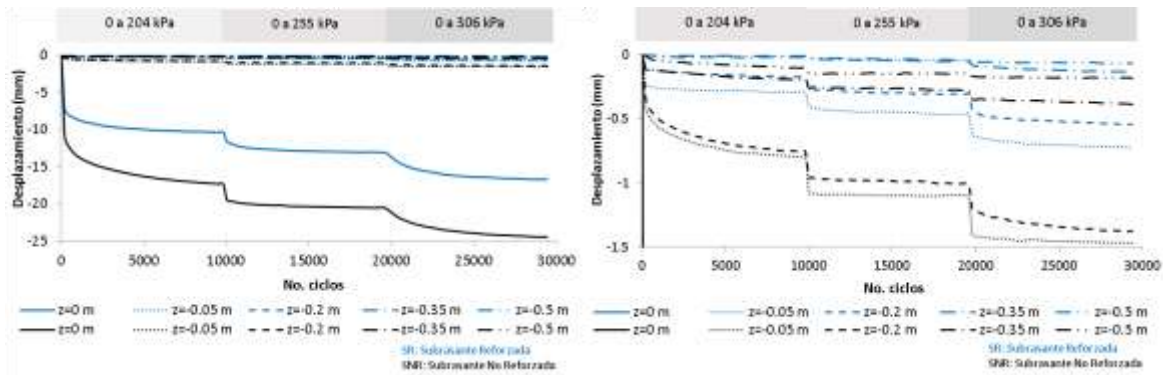 0 a 204 kPa 0 a 255 kPa 0 a 306 kPa
0
-5
-10
-15
-20
-25
Desplazamiento (mm)
0 5000 10000 15000 20000 25000 30000
No. ciclos
z=0 m z=-0.05 m z=-0.2 m z=-0.35 m z=-0.5 m
z=0 m z=-0.05 m z=-0.2 m z=-0.35 m z=-0.5 m
SR: Subrasante Reforzada
SNR: Subrasante No Reforzada
0 a 204 kPa 0 a 255 kPa 0 a 306 kPa
0
-0.5
-1
-1.5
Desplazamiento (mm)
0 5000 10000 15000 20000 25000 30000
No. ciclos
z=0 m z=-0.05 m z=-0.2 m z=-0.35 m z=-0.5 m
z=0 m z=-0.05 m z=-0.2 m z=-0.35 m z=-0.5 m
SR: Subrasante Reforzada
SNR: Subrasante No Reforzada